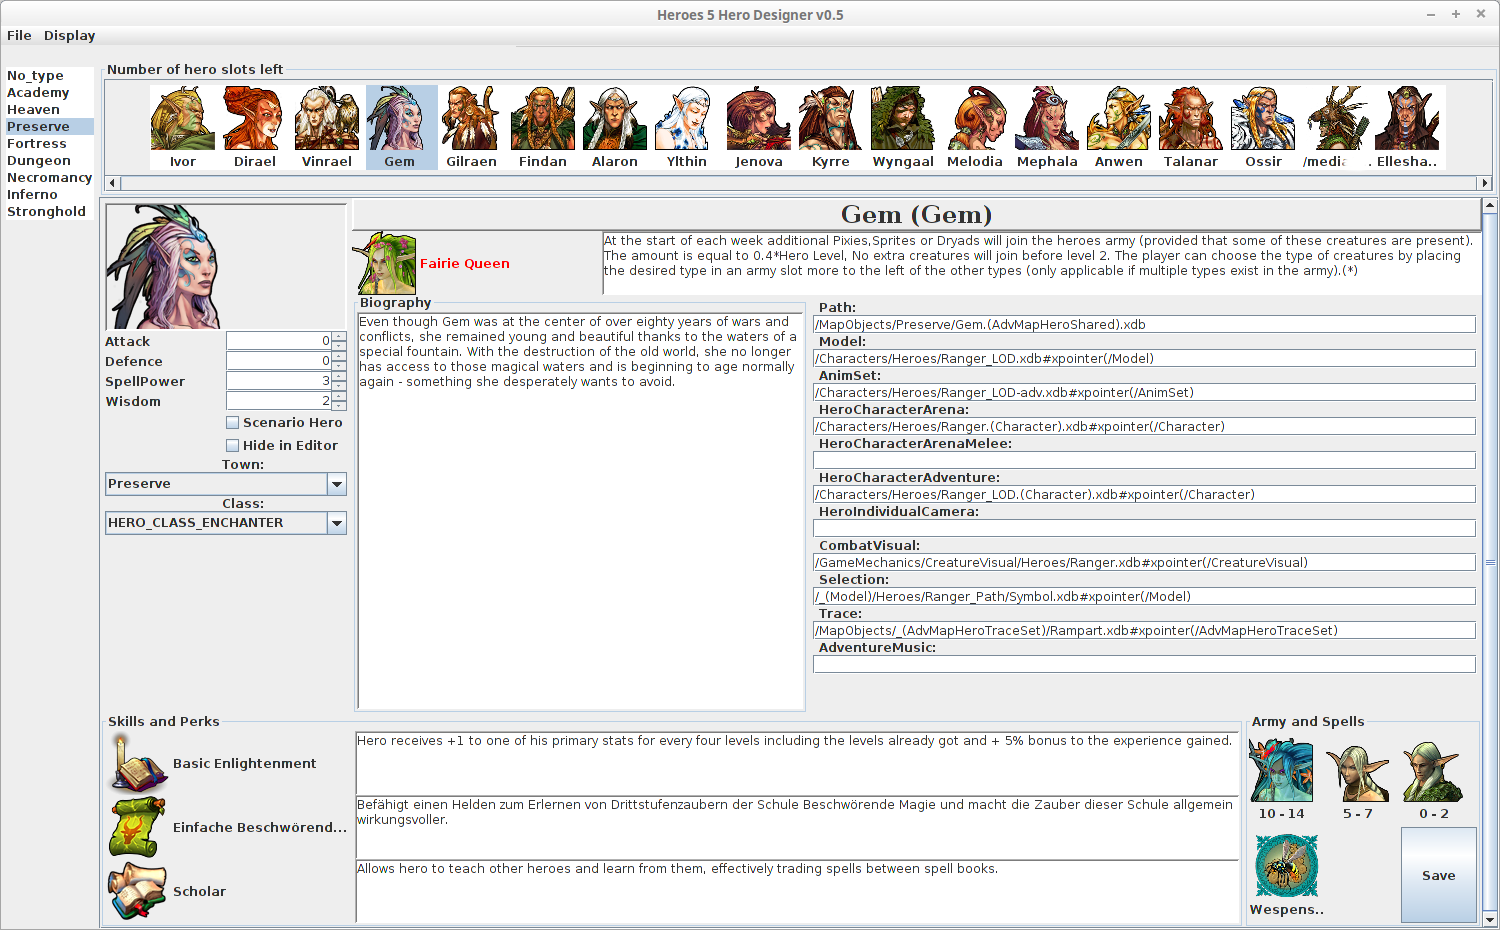 Heroes 5 Hero Designer v0.5
File Display
Number of hero slots left
No_type
Academy
Heaven
Preserve
Fortress
Dungeon
Necromancy
Inferno
Stronghold
Ivor Dirael Vinrael Gem Gilraen Findan Alaron Ylthin Jenova Kyrre Wyngaal Melodia Mephala Anwen Talanar Ossir /media . Ellesha..
Gem (Gem)
Fairie Queen
At the start of each week additional Pixies,Sprites or Dryads will join the heroes army (provided that some of these creatures are present).
The amount is equal to 0.4*Hero Level, No extra creatures will join before level 2. The player can choose the type of creatures by placing
the desired type in an army slot more to the left of the other types (only applicable if multiple types exist in the army).(*)
Attack 0
Defence 0
SpellPower 3
Wisdom 2
Scenario Hero
Hide in Editor
Town:
Preserve
Class:
HERO_CLASS_ENCHANTER
Biography
Even though Gem was at the center of over eighty years of wars and
conflicts, she remained young and beautiful thanks to the waters of a
special fountain. With the destruction of the old world, she no longer
has access to those magical waters and is beginning to age normally
again - something she desperately wants to avoid.
Path:
/MapObjects/Preserve/Gem.(AdvMapHeroShared).xdb
Model:
/Characters/Heroes/Ranger_LOD.xdb#xpointer(/Model)
AnimSet:
/Characters/Heroes/Ranger_LOD-adv.xdb#xpointer(/AnimSet)
HeroCharacterArena:
/Characters/Heroes/Ranger.(Character).xdb#xpointer(/Character)
HeroCharacterArenaMelee:
HeroCharacterAdventure:
/Characters/Heroes/Ranger_LOD.(Character).xdb#xpointer(/Character)
HeroIndividualCamera:
CombatVisual:
/GameMechanics/CreatureVisual/Heroes/Ranger.xdb#xpointer(/CreatureVisual)
Selection:
/_(Model)/Heroes/Ranger_Path/Symbol.xdb#xpointer(/Model)
Trace:
/MapObjects/_(AdvMapHeroTraceSet)/Rampart.xdb#xpointer(/AdvMapHeroTraceSet)
AdventureMusic:
Skills and Perks
Basic Enlightenment
Hero receives +1 to one of his primary stats for every four levels including the levels already got and + 5% bonus to the experience gained.
Einfache Beschwörend...
Befähigt einen Helden zum Erlernen von Drittstufenzaubern der Schule Beschwörende Magie und macht die Zauber dieser Schule allgemein
wirkungsvoller.
Scholar
Allows hero to teach other heroes and learn from them, effectively trading spells between spell books.
Army and Spells
10 - 14 5 - 7 0 - 2
Wespens..
Save